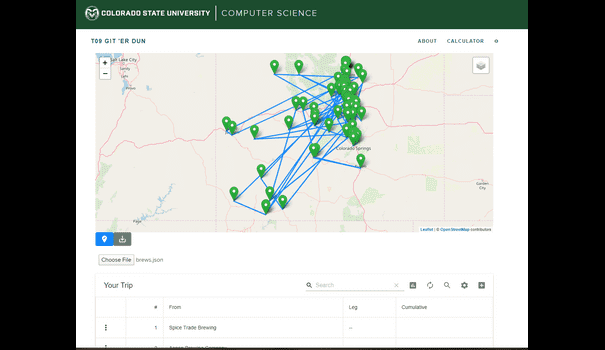 COLORADO STATE UNIVERSITY | COMPUTER SCIENCE
T09 GIT 'ER DUN
ABOUT CALCULATOR
Salt Lake City
+
−
Colorado Springs
Garden City
Page
Leaflet | © OpenStreetMap contributors
Choose File brews.json
Your Trip
Search
# From Leg Cumulative
1 Spice Trade Brewing --